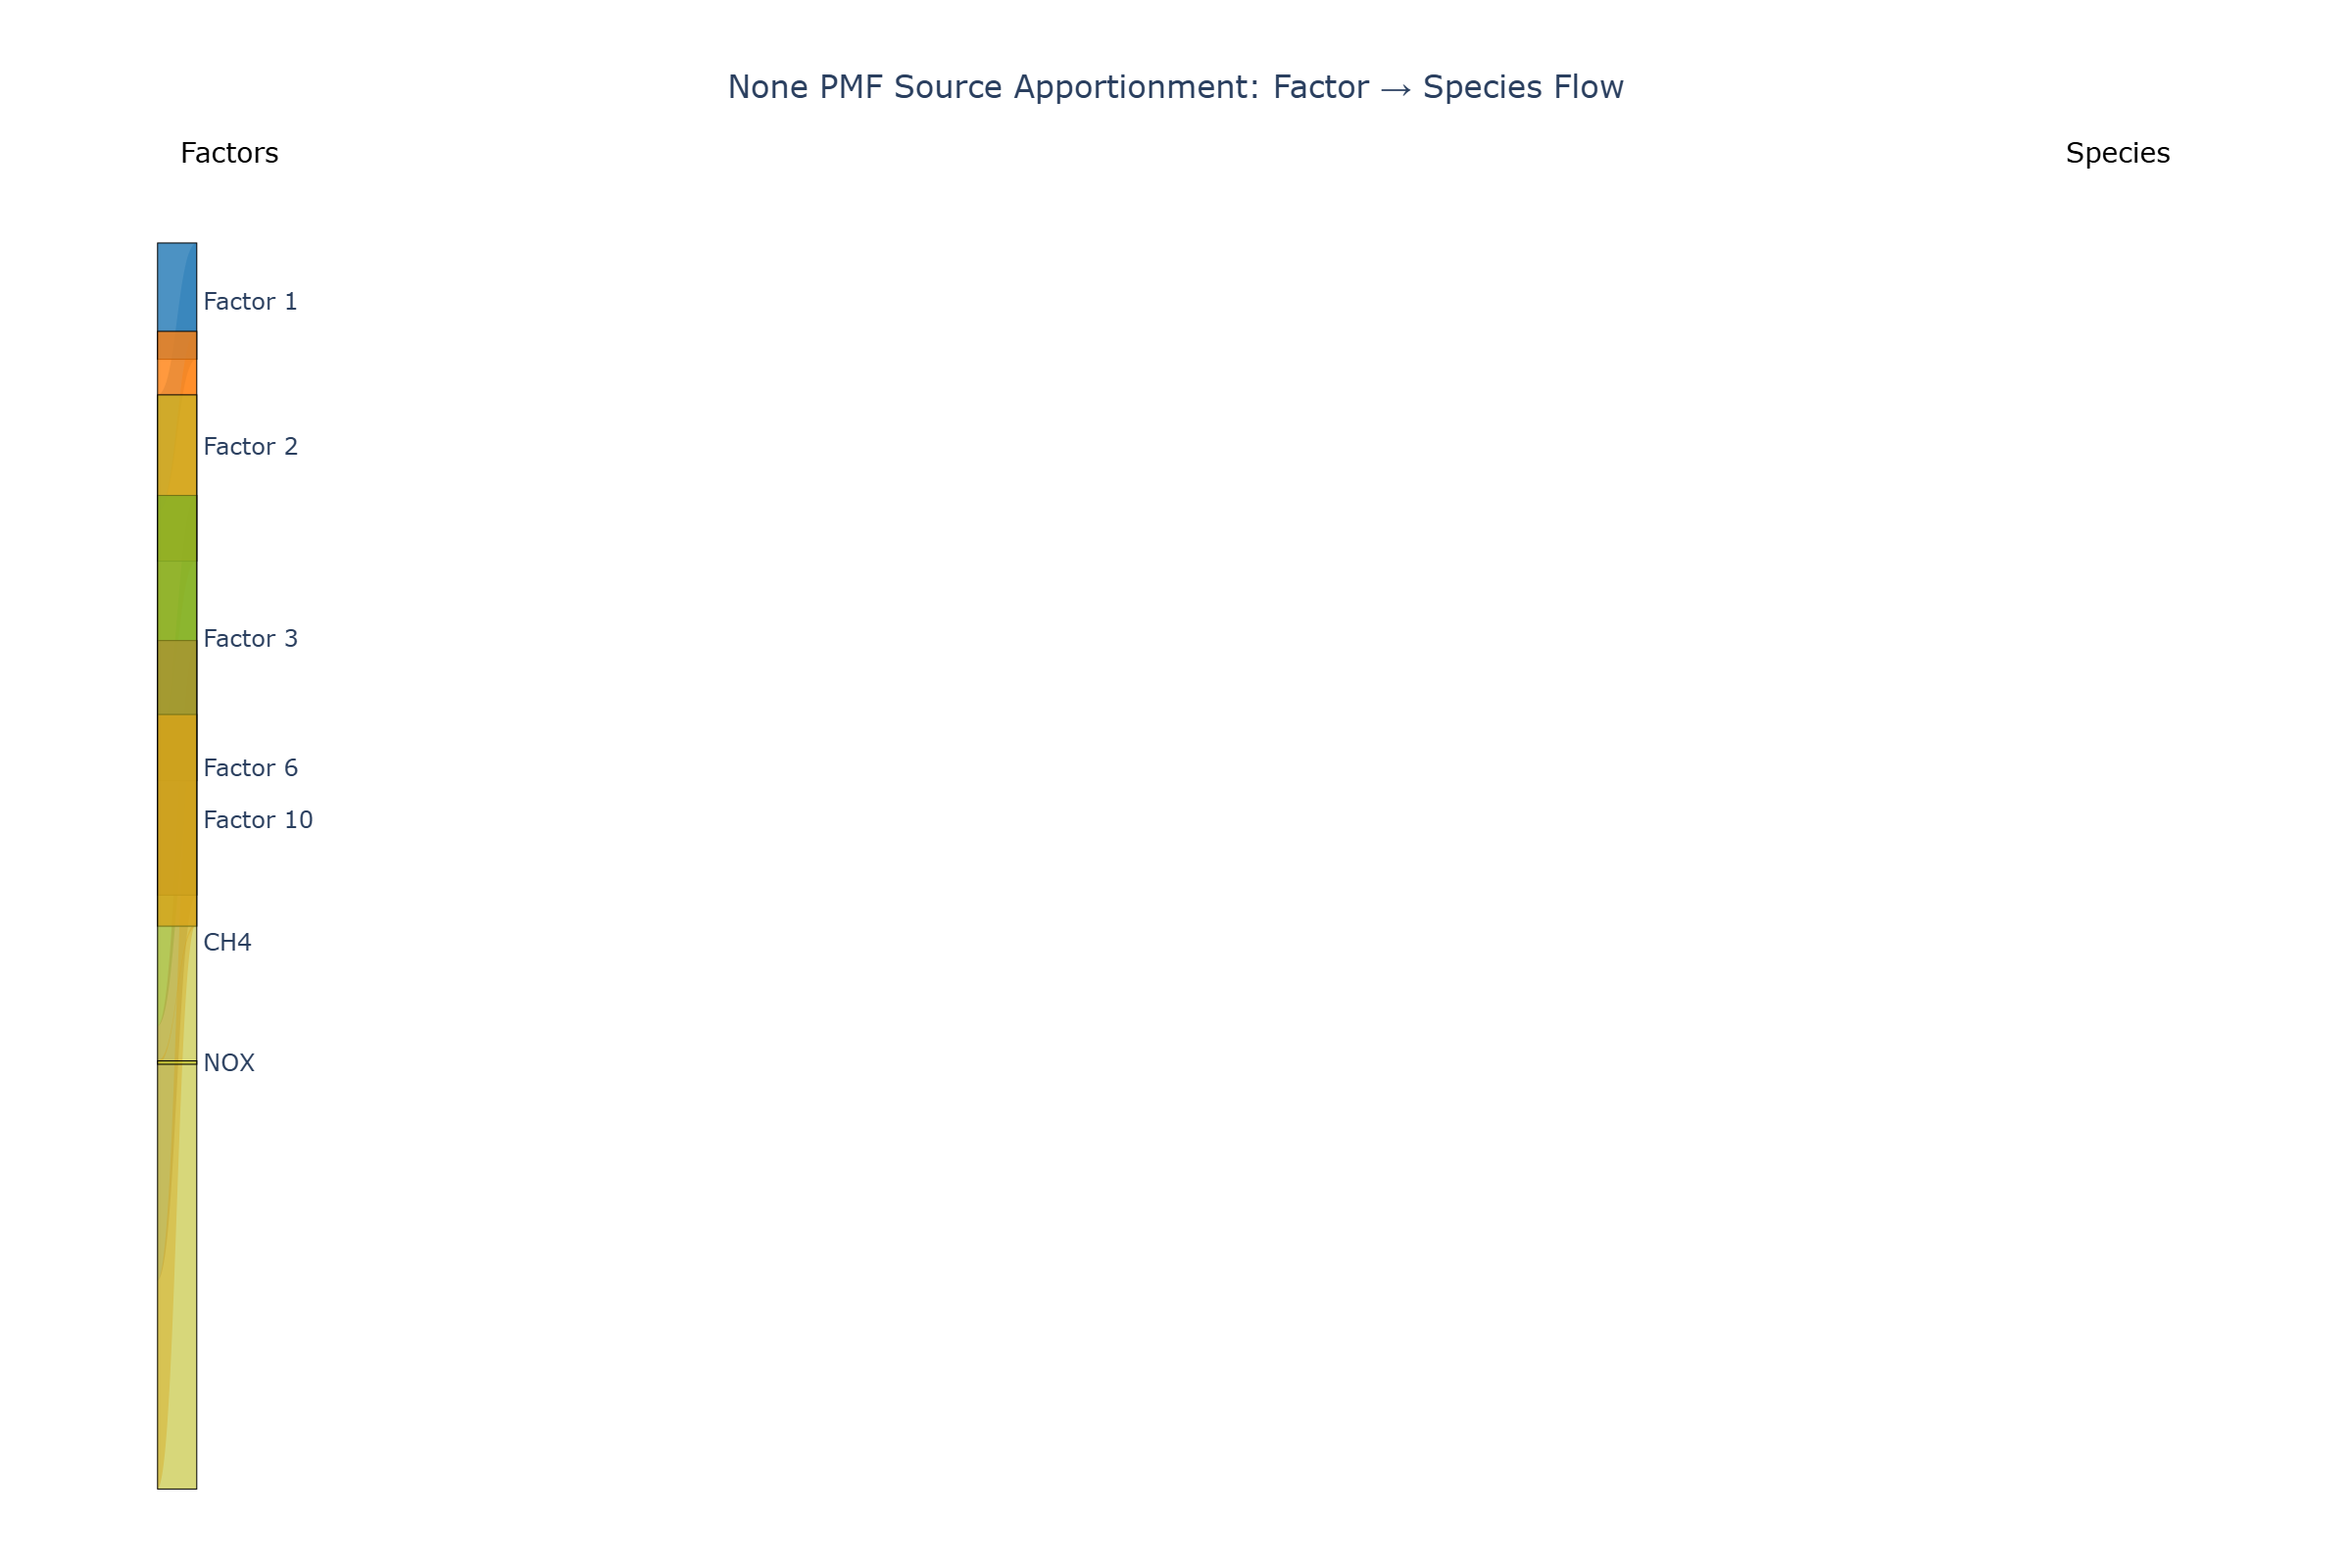 None PMF Source Apportionment: Factor → Species Flow
Factors
Species
Factor 1
Factor 2
Factor 3
Factor 6
Factor 10
CH4
NOX